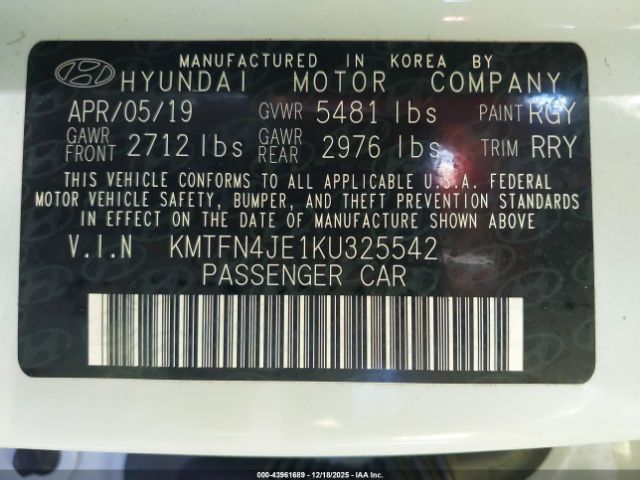 MANUFACTURED IN KOREA BY
HYUNDAI MOTOR COMPANY
APR/05/19 GVWR 5481 lbs PAINT RGY
GAWR FRONT 2712 lbs GAWR REAR 2976 lbs TRIM RRY
THIS VEHICLE CONFORMS TO ALL APPLICABLE U.S.A. FEDERAL
MOTOR VEHICLE SAFETY, BUMPER, AND THEFT PREVENTION STANDARDS
IN EFFECT ON THE DATE OF MANUFACTURE SHOWN ABOVE
V.I.N KMTFN4JE1KU325542
PASSENGER CAR
000-43961689 12/18/2025 - IAA, Inc.